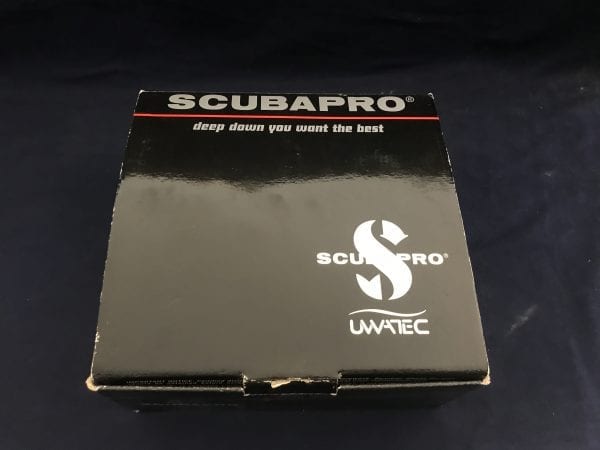 SCUBAPRO®
deep down you want the best
SCUBAPRO®
UWATEC